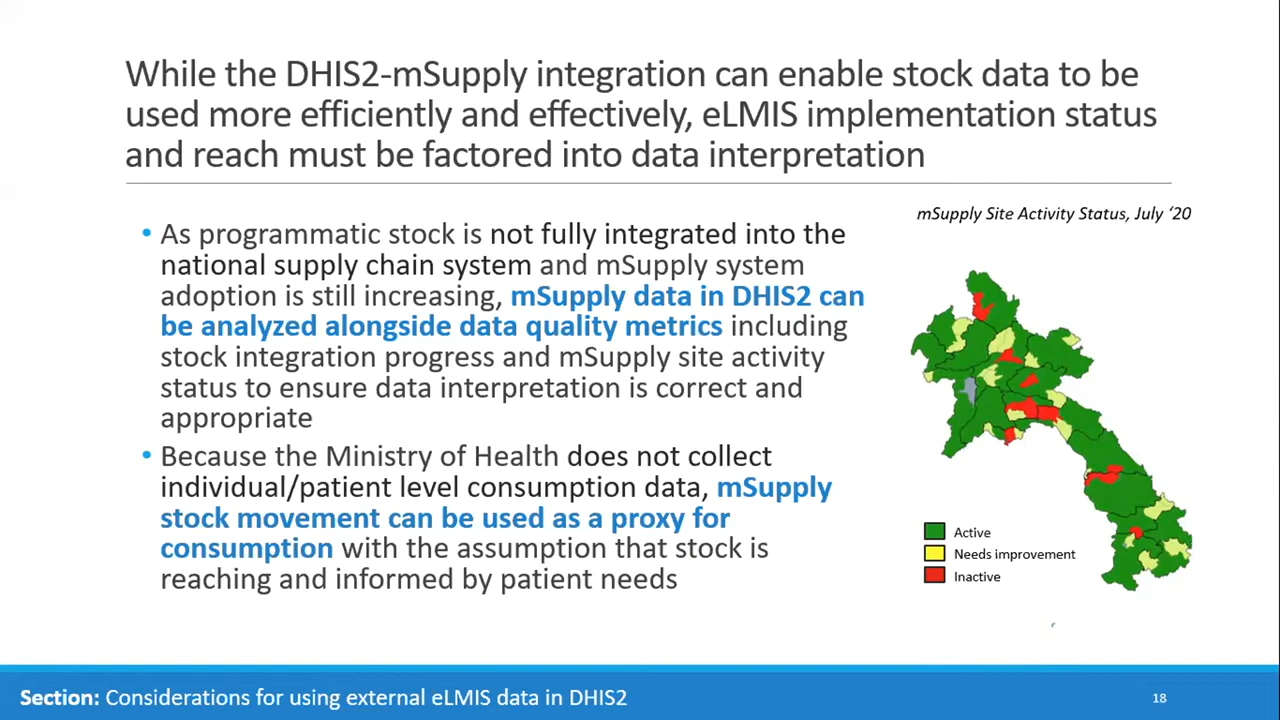 While the DHIS2-mSupply integration can enable stock data to be
used more efficiently and effectively, eLMIS implementation status
and reach must be factored into data interpretation
mSupply Site Activity Status, July ‘20
• As programmatic stock is not fully integrated into the
national supply chain system and mSupply system
adoption is still increasing, mSupply data in DHIS2 can
be analyzed alongside data quality metrics including
stock integration progress and mSupply site activity
status to ensure data interpretation is correct and
appropriate
• Because the Ministry of Health does not collect
individual/patient level consumption data, mSupply
stock movement can be used as a proxy for
consumption with the assumption that stock is
reaching and informed by patient needs
Active
Needs improvement
Inactive
Section: Considerations for using external eLMIS data in DHIS2
18